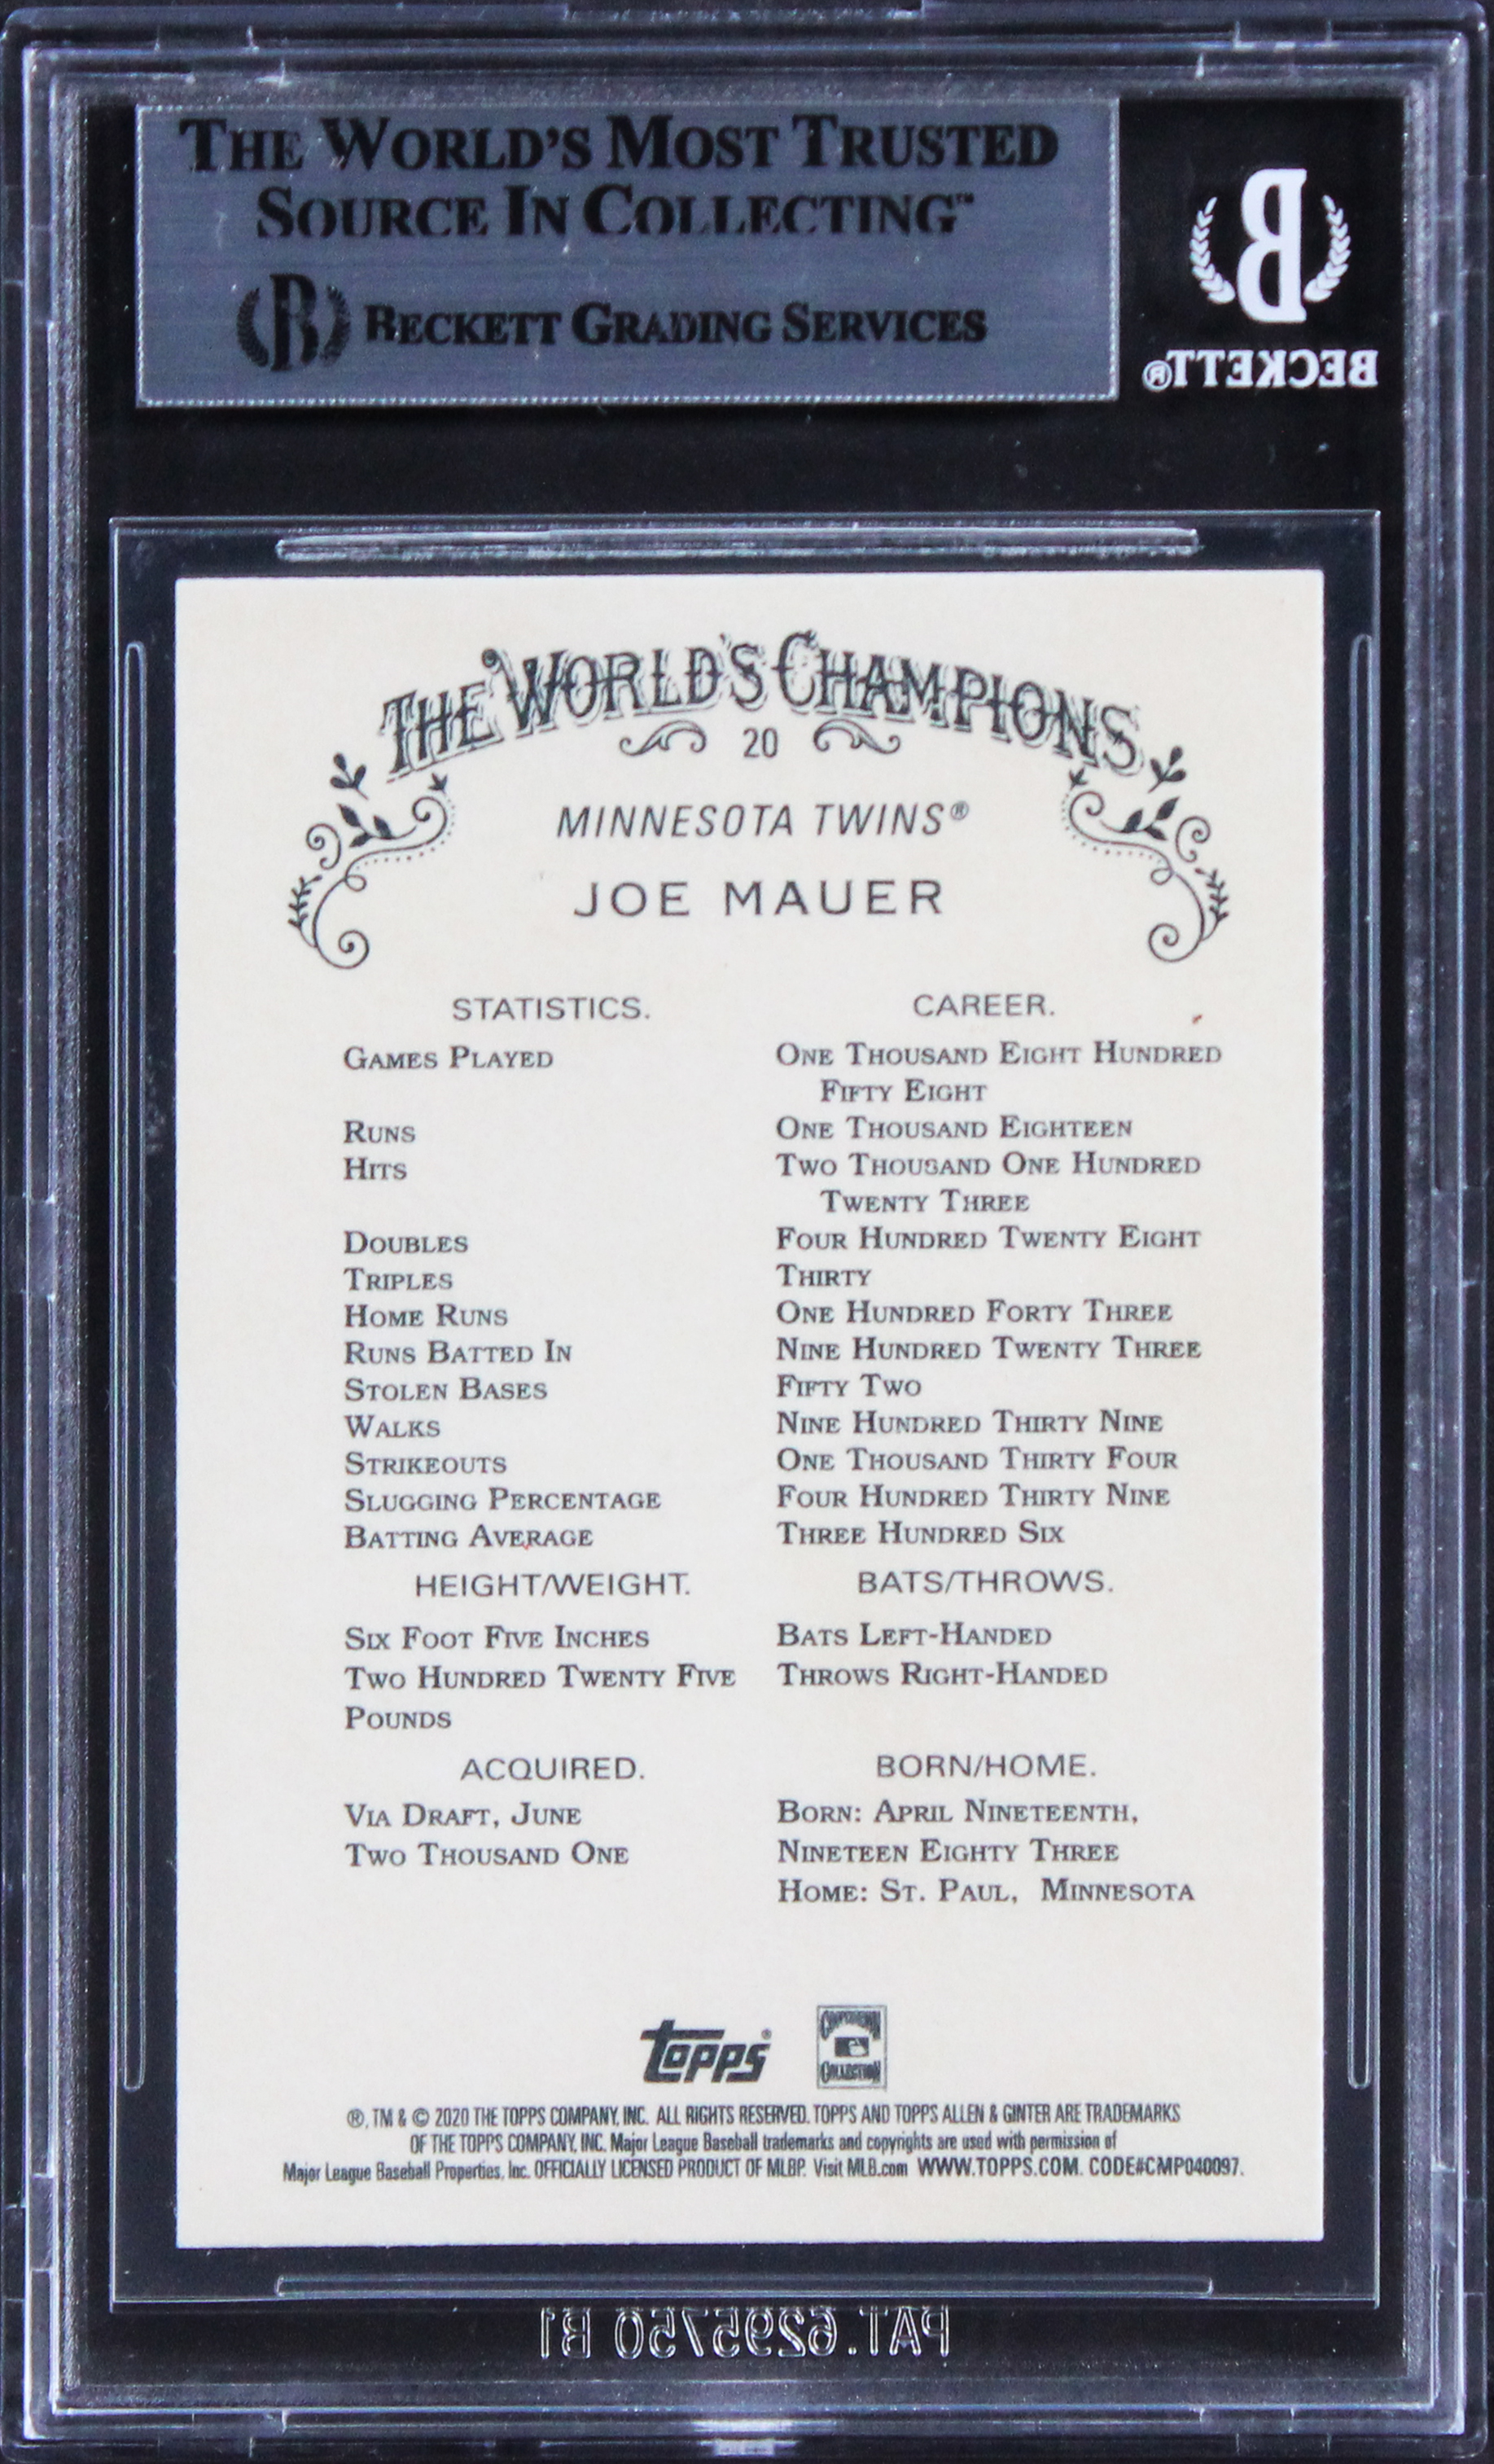 THE WORLD'S MOST TRUSTED
SOURCE IN COLLECTING™
B BECKETT GRADING SERVICES
B
BECKETT®
THE WORLD'S CHAMPIONS
20
MINNESOTA TWINS®
JOE MAUER
STATISTICS. CAREER.
GAMES PLAYED ONE THOUSAND EIGHT HUNDRED
FIFTY EIGHT
RUNS ONE THOUSAND EIGHTEEN
HITS TWO THOUSAND ONE HUNDRED
TWENTY THREE
DOUBLES FOUR HUNDRED TWENTY EIGHT
TRIPLES THIRTY
HOME RUNS ONE HUNDRED FORTY THREE
RUNS BATTED IN NINE HUNDRED TWENTY THREE
STOLEN BASES FIFTY TWO
WALKS NINE HUNDRED THIRTY NINE
STRIKEOUTS ONE THOUSAND THIRTY FOUR
SLUGGING PERCENTAGE FOUR HUNDRED THIRTY NINE
BATTING AVERAGE THREE HUNDRED SIX
HEIGHT/WEIGHT. BATS/THROWS.
SIX FOOT FIVE INCHES BATS LEFT-HANDED
TWO HUNDRED TWENTY FIVE THROWS RIGHT-HANDED
POUNDS
ACQUIRED. BORN/HOME.
VIA DRAFT, JUNE BORN: APRIL NINETEENTH,
TWO THOUSAND ONE NINETEEN EIGHTY THREE
HOME: ST. PAUL, MINNESOTA
topps® COOPERSTOWN
COLLECTION
®, TM & © 2020 THE TOPPS COMPANY, INC. ALL RIGHTS RESERVED. TOPPS AND TOPPS ALLEN & GINTER ARE TRADEMARKS
OF THE TOPPS COMPANY, INC. Major League Baseball trademarks and copyrights are used with permission of
Major League Baseball Properties, Inc. OFFICIALLY LICENSED PRODUCT OF MLBP. Visit MLB.com WWW.TOPPS.COM. CODE#CMP040097.
PAT. 6295750 B1